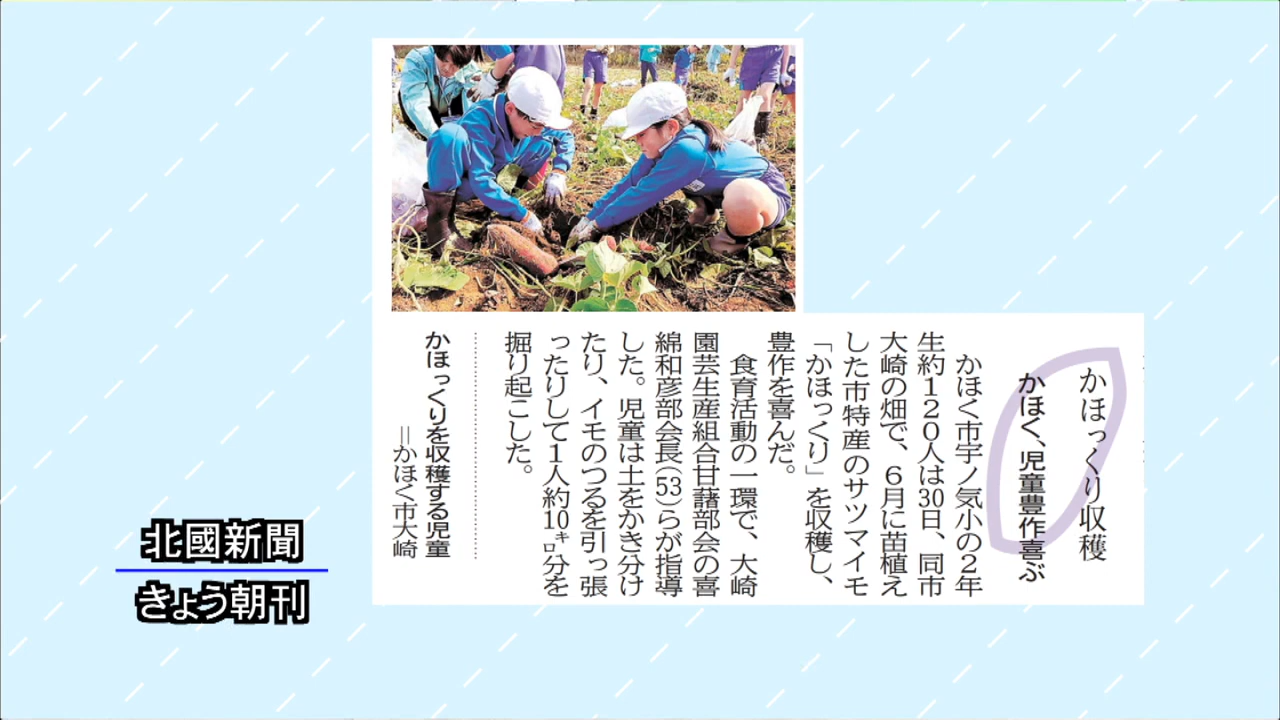 かほっくり収穫
かほく、児童豊作喜ぶ
かほく市宇ノ気小の2年
生約120人は30日、同市
大崎の畑で、6月に苗植え
した市特産のサツマイモ
「かほっくり」を収穫し、
豊作を喜んだ。
食育活動の一環で、大崎
園芸生産組合甘藷部会の喜
綿和彦部会長(53)らが指導
した。児童は土をかき分け
たり、イモのつるを引っ張
ったりして1人約10㌔分を
掘り起こした。
かほっくりを収穫する児童
=かほく市大崎
北國新聞
きょう朝刊